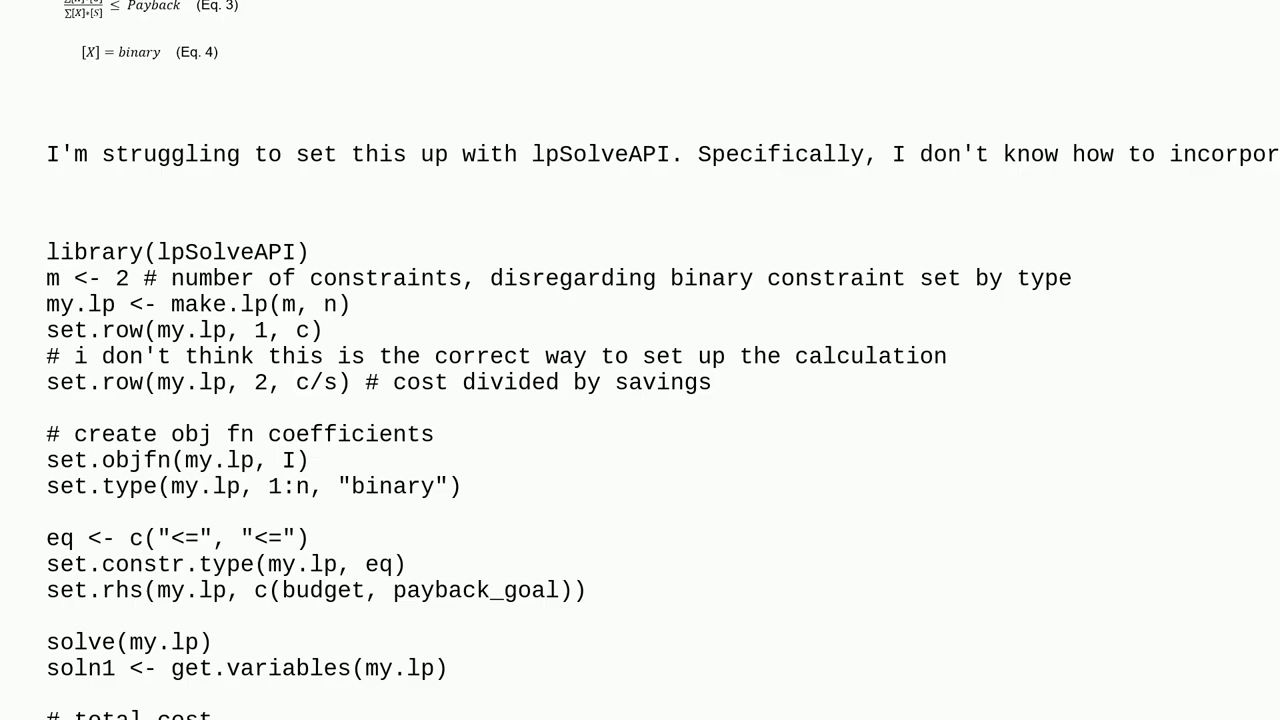 ∑[X]*[S] ≤ Payback (Eq. 3)
[X] = binary (Eq. 4)
I'm struggling to set this up with lpSolveAPI. Specifically, I don't know how to incorpor
library(lpSolveAPI)
m <- 2 # number of constraints, disregarding binary constraint set by type
my.lp <- make.lp(m, n)
set.row(my.lp, 1, c)
# i don't think this is the correct way to set up the calculation
set.row(my.lp, 2, c/s) # cost divided by savings
# create obj fn coefficients
set.objfn(my.lp, I)
set.type(my.lp, 1:n, "binary")
eq <- c("<=", "<=")
set.constr.type(my.lp, eq)
set.rhs(my.lp, c(budget, payback_goal))
solve(my.lp)
soln1 <- get.variables(my.lp)
# total cost